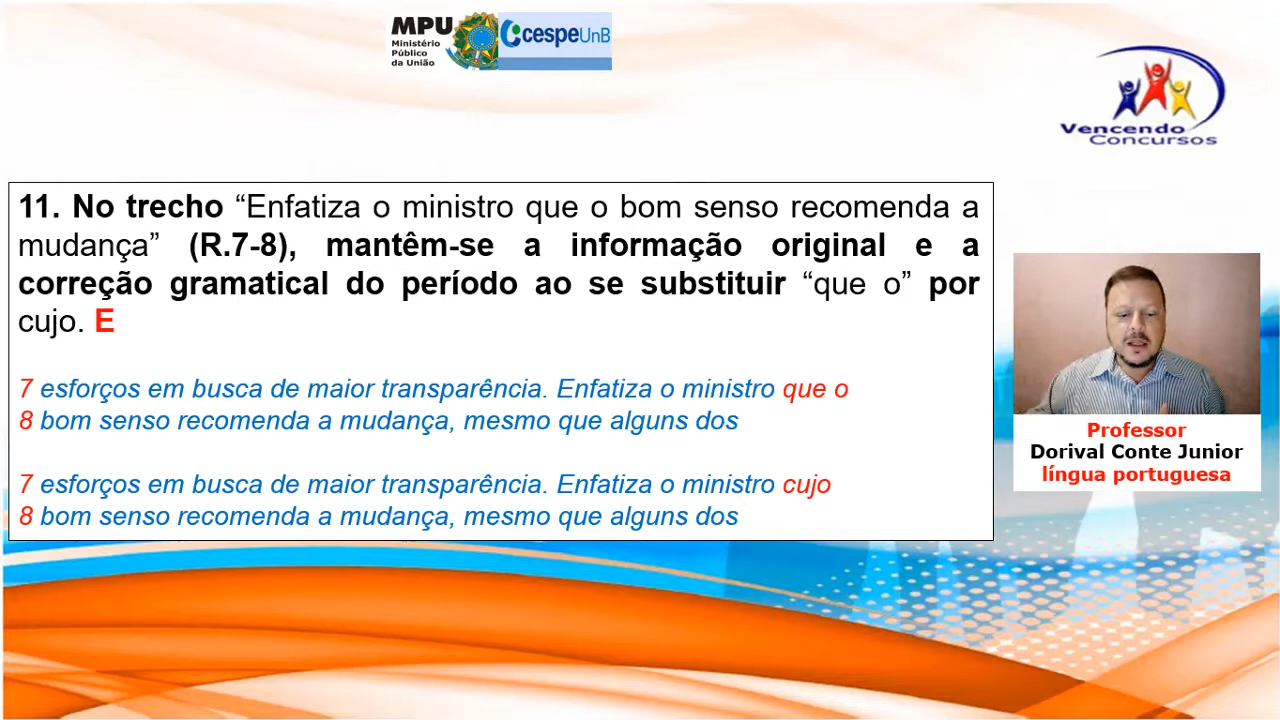 MPU
Ministério
Público
da União
cespeUnB
Vencendo
Concursos
11. No trecho “Enfatiza o ministro que o bom senso recomenda a
mudança” (R.7-8), mantêm-se a informação original e a
correção gramatical do período ao se substituir “que o” por
cujo. E
7 esforços em busca de maior transparência. Enfatiza o ministro que o
8 bom senso recomenda a mudança, mesmo que alguns dos
7 esforços em busca de maior transparência. Enfatiza o ministro cujo
8 bom senso recomenda a mudança, mesmo que alguns dos
Professor
Dorival Conte Junior
língua portuguesa